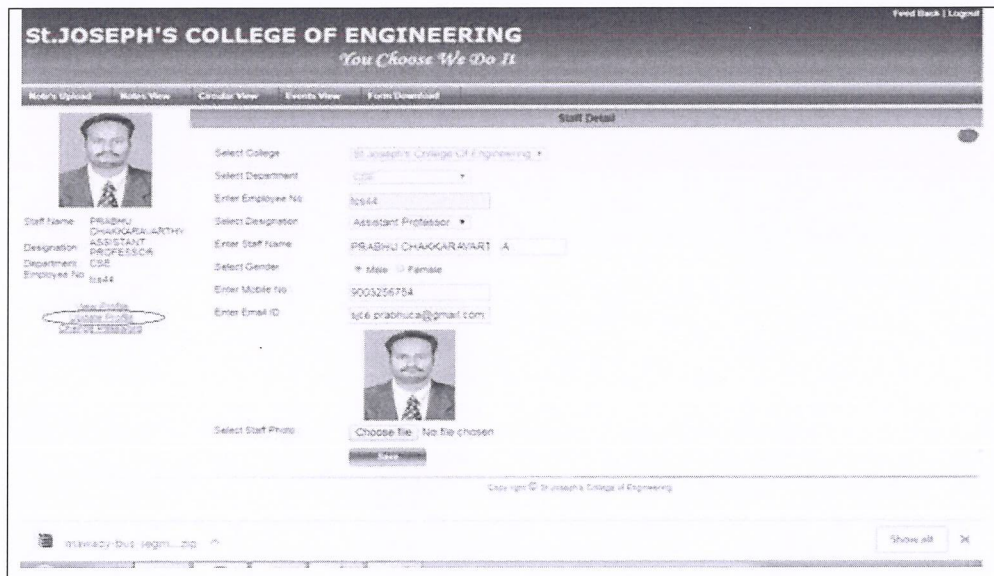 Feed Back | Logout
St.JOSEPH'S COLLEGE OF ENGINEERING
You Choose We Do It
Note's Upload Notes View Circular View Events View Form Download
Staff Detail
Staff Name PRABHU CHAKKARAVARTHY
Designation ASSISTANT PROFESSOR
Department CSE
Employee No tcs44
View Profile
Update Profile
Change Password
Select College St.Joseph's College Of Engineering
Select Department CSE
Enter Employee No tcs44
Select Designation Assistant Professor
Enter Staff Name PRABHU CHAKKARAVART A
Select Gender Male Female
Enter Mobile No 9003256784
Enter Email ID sjce.prabhuca@gmail.com
Select Staff Photo Choose file No file chosen
Save
Copy right © St.Joseph's College of Engineering
Show all